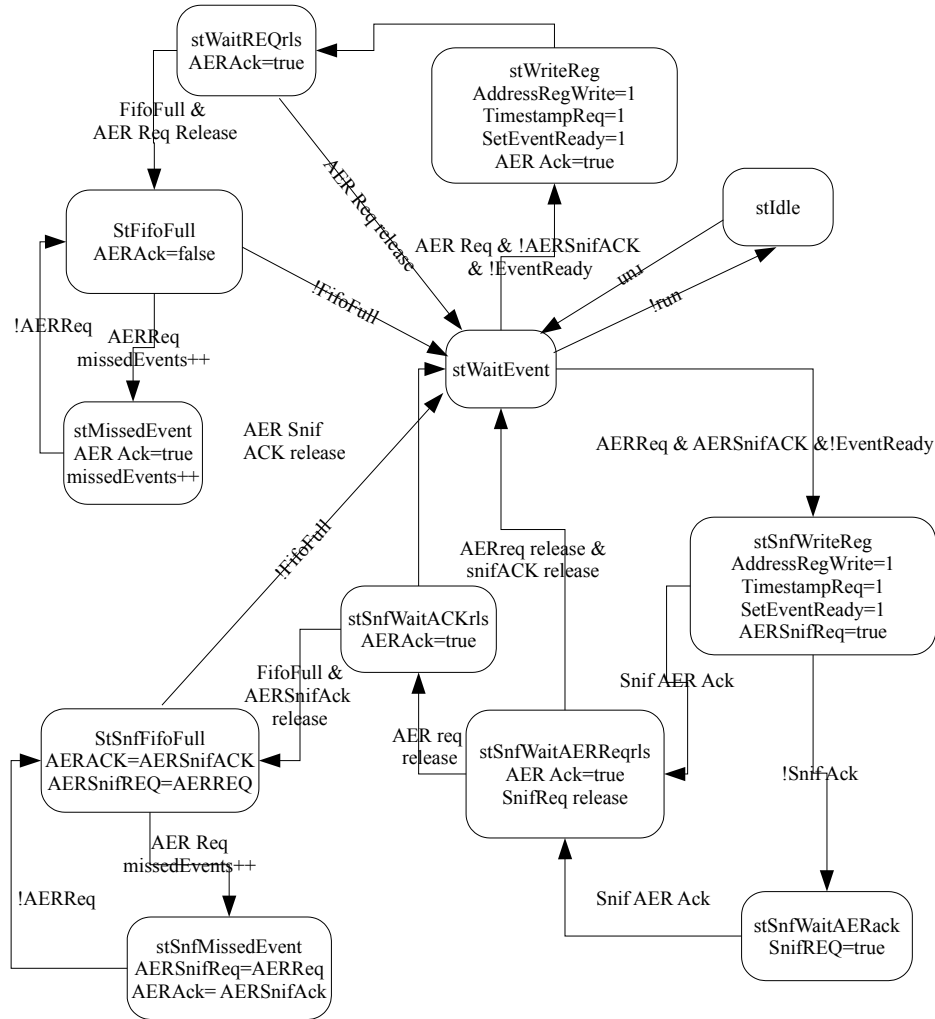 stWaitREQrls
AERAck=true
stWriteReg
AddressRegWrite=1
TimestampReq=1
SetEventReady=1
AER Ack=true
FifoFull &
AER Req Release
AER Req release
stIdle
StFifoFull
AERAck=false
AER Req & !AERSnifACK
& !EventReady
run
!run
!FifoFull
!AERReq
AERReq
missedEvents++
stWaitEvent
stMissedEvent
AER Ack=true
missedEvents++
AER Snif
ACK release
AERReq & AERSnifACK &!EventReady
!FifoFull
AERreq release &
snifACK release
stSnfWriteReg
AddressRegWrite=1
TimestampReq=1
SetEventReady=1
AERSnifReq=true
stSnfWaitACKrls
AERAck=true
FifoFull &
AERSnifAck
release
Snif AER Ack
AER req
release
StSnfFifoFull
AERACK=AERSnifACK
AERSnifREQ=AERREQ
stSnfWaitAERReqrls
AER Ack=true
SnifReq release
!Snif Ack
AER Req
missedEvents++
!AERReq
Snif AER Ack
stSnfWaitAERack
SnifREQ=true
stSnfMissedEvent
AERSnifReq=AERReq
AERAck= AERSnifAck